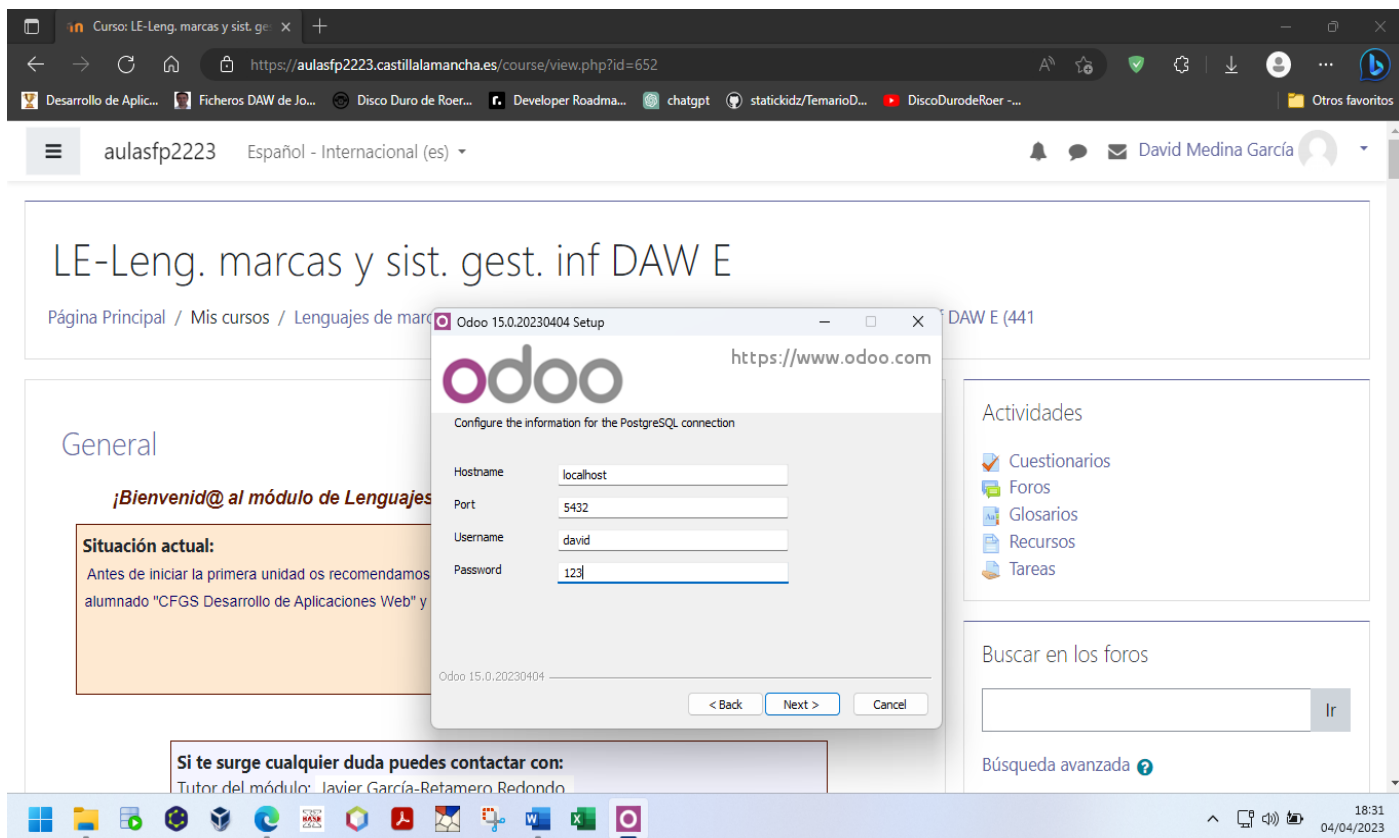 Curso: LE-Leng. marcas y sist. ge
https://aulasfp2223.castillalamancha.es/course/view.php?id=652
Desarrollo de Aplic...
Ficheros DAW de Jo...
Disco Duro de Roer...
Developer Roadma...
chatgpt
statickidz/TemarioD...
DiscoDurodeRoer -...
Otros favoritos
aulasfp2223
Español - Internacional (es)
David Medina García
LE-Leng. marcas y sist. gest. inf DAW E
Página Principal / Mis cursos / Lenguajes de marc
DAW E (441
Odoo 15.0.20230404 Setup
odoo
https://www.odoo.com
Configure the information for the PostgreSQL connection
Hostname
localhost
Port
5432
Username
david
Password
123
Odoo 15.0.20230404
< Back
Next >
Cancel
General
¡Bienvenid@ al módulo de Lenguajes
Situación actual:
Antes de iniciar la primera unidad os recomendamos
alumnado "CFGS Desarrollo de Aplicaciones Web" y
Si te surge cualquier duda puedes contactar con:
Tutor del módulo: Javier García-Retamero Redondo
Actividades
Cuestionarios
Foros
Glosarios
Recursos
Tareas
Buscar en los foros
Ir
Búsqueda avanzada
18:31
04/04/2023